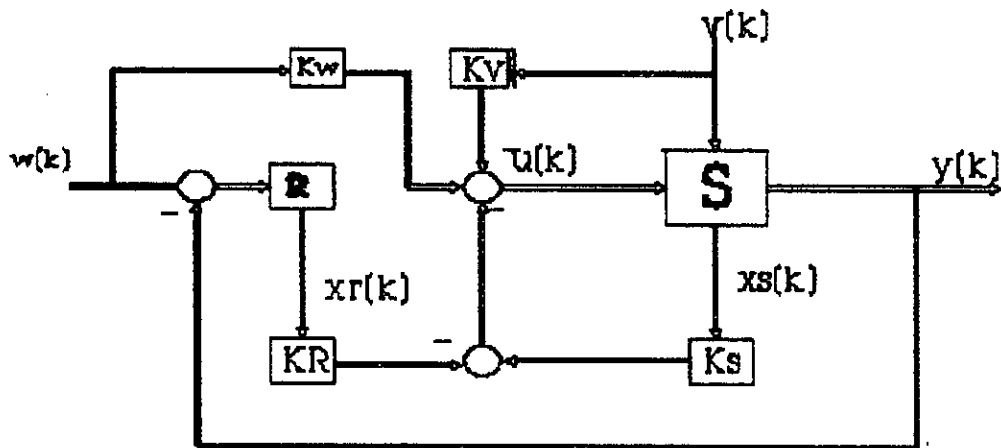 v(k)
Kw
Kv
w(k)
u(k)
y(k)
R
S
-
-
xr(k)
xs(k)
-
KR
Ks